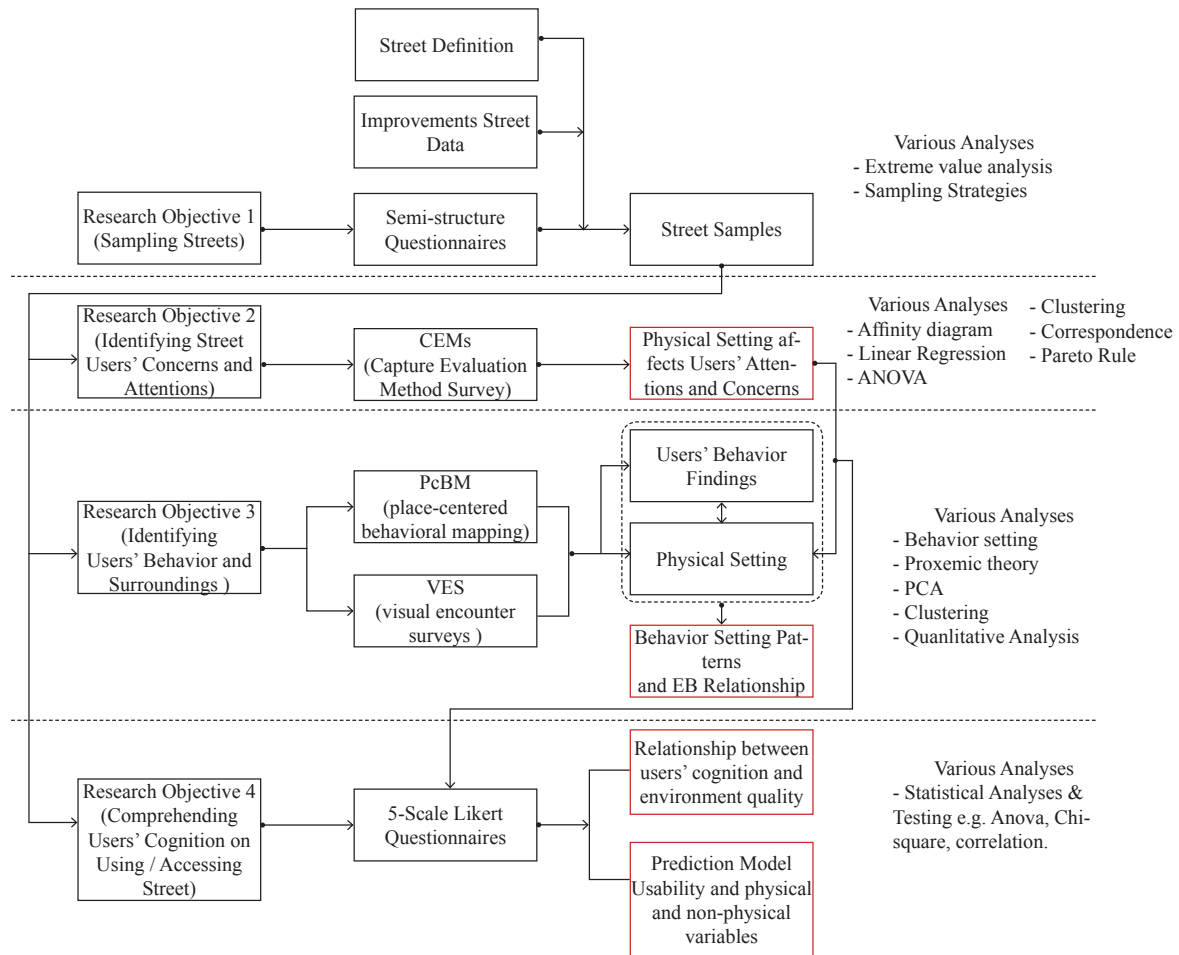 Street Definition
Improvements Street
Data
Various Analyses
- Extreme value analysis
- Sampling Strategies
Research Objective 1
(Sampling Streets)
Semi-structure
Questionnaires
Street Samples
Research Objective 2
(Identifying Street
Users’ Concerns and
Attentions)
CEMs
(Capture Evaluation
Method Survey)
Physical Setting af-
fects Users’ Atten-
tions and Concerns
Various Analyses
- Affinity diagram
- Linear Regression
- ANOVA
- Clustering
- Correspondence
- Pareto Rule
Research Objective 3
(Identifying
Users’ Behavior and
Surroundings )
PcBM
(place-centered
behavioral mapping)
VES
(visual encounter
surveys )
Users’ Behavior
Findings
Physical Setting
Behavior Setting Pat-
terns
and EB Relationship
Various Analyses
- Behavior setting
- Proxemic theory
- PCA
- Clustering
- Quanlitative Analysis
Research Objective 4
(Comprehending
Users’ Cognition on
Using / Accessing
Street)
5-Scale Likert
Questionnaires
Relationship between
users’ cognition and
environment quality
Prediction Model
Usability and physical
and non-physical
variables
Various Analyses
- Statistical Analyses &
Testing e.g. Anova, Chi-
square, correlation.